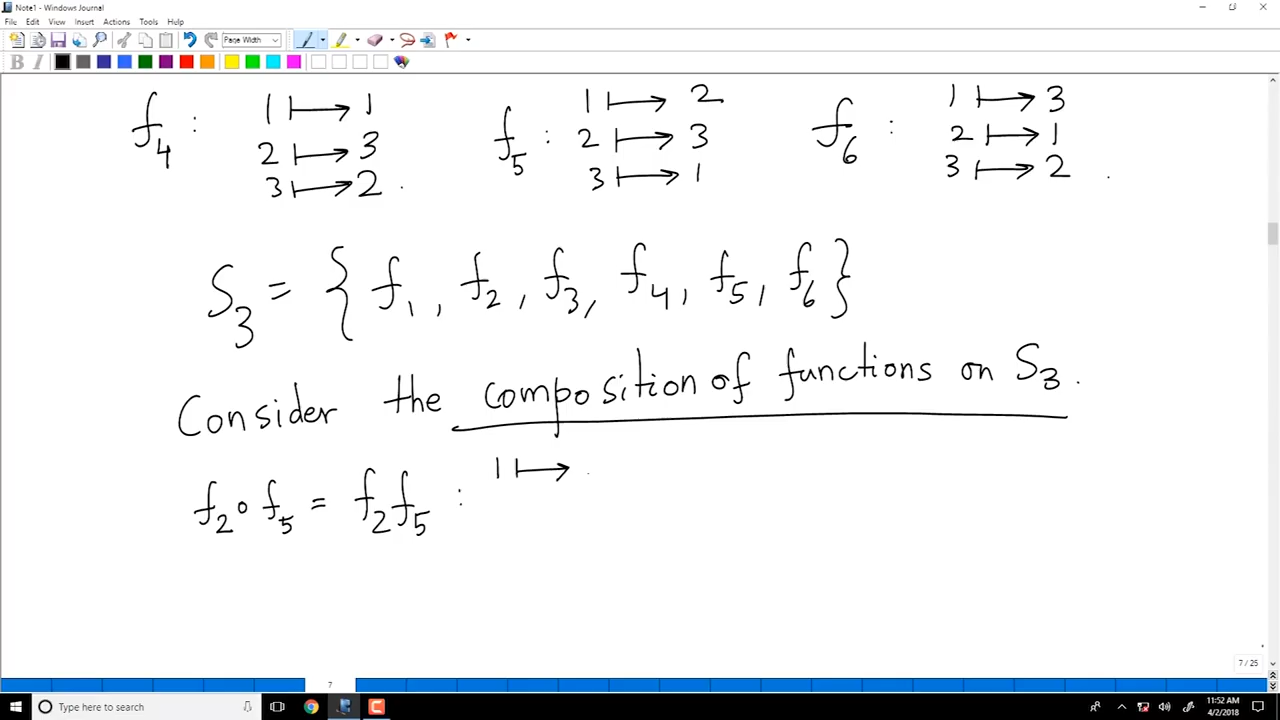 Note1 - Windows Journal
File Edit View Insert Actions Tools Help
Page Width
B I
f4 : 1 ↦ 1
2 ↦ 3
3 ↦ 2 .
f5 : 1 ↦ 2
2 ↦ 3
3 ↦ 1
f6 : 1 ↦ 3
2 ↦ 1
3 ↦ 2 .
S3 = { f1 , f2 , f3 , f4 , f5 , f6 }
Consider the composition of functions on S3 .
f2 ∘ f5 = f2 f5 : 1 ↦
7 / 25
7
Type here to search
11:52 AM
4/2/2018